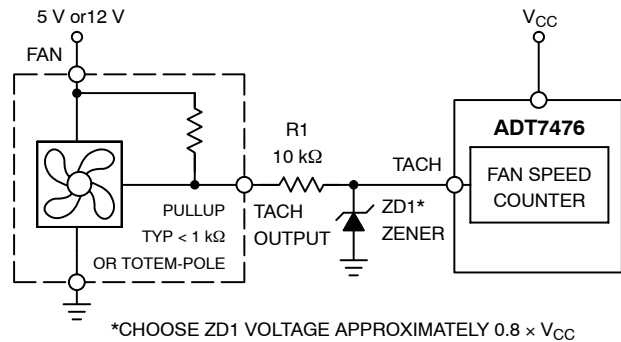 5 V or12 V
VCC
FAN
R1
10 kΩ
TACH
ADT7476
FAN SPEED
COUNTER
PULLUP
TYP < 1 kΩ
OR TOTEM-POLE
TACH
OUTPUT
ZD1*
ZENER
*CHOOSE ZD1 VOLTAGE APPROXIMATELY 0.8 × VCC